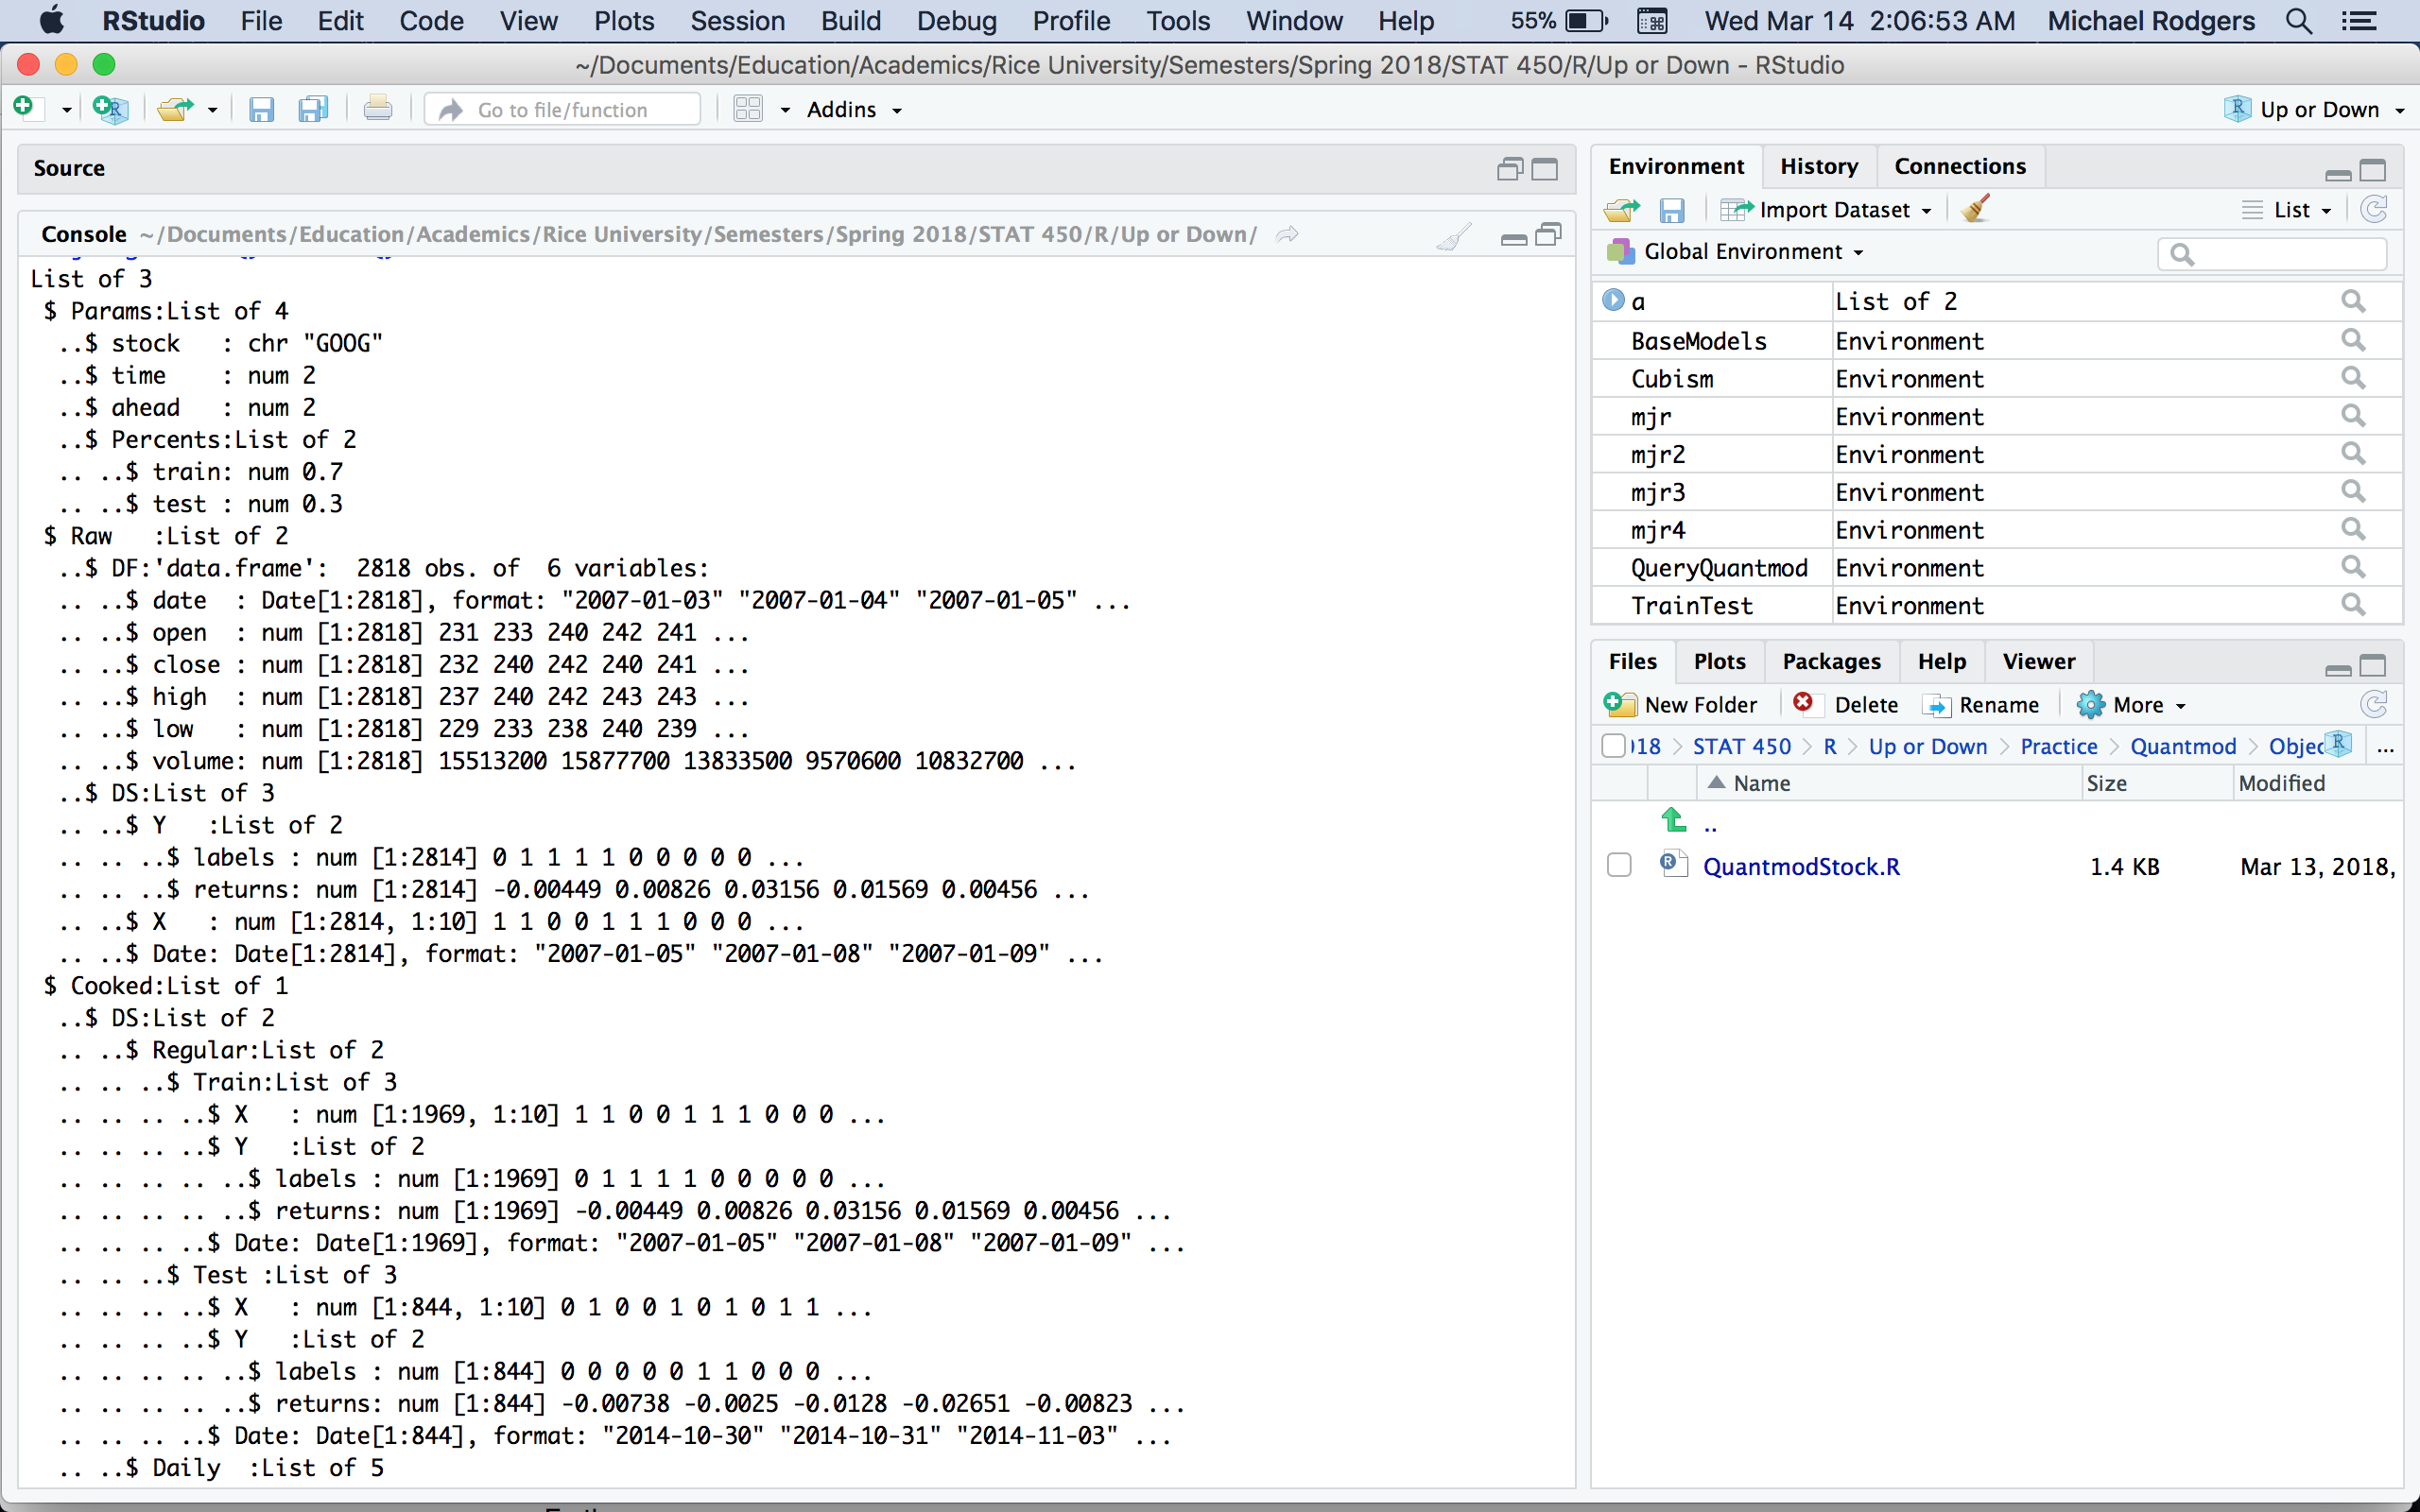 RStudio File Edit Code View Plots Session Build Debug Profile Tools Window Help 55% Wed Mar 14 2:06:53 AM Michael Rodgers
~/Documents/Education/Academics/Rice University/Semesters/Spring 2018/STAT 450/R/Up or Down - RStudio
Go to file/function Addins Up or Down
Source
Console ~/Documents/Education/Academics/Rice University/Semesters/Spring 2018/STAT 450/R/Up or Down/
List of 3
 $ Params:List of 4
  ..$ stock   : chr "GOOG"
  ..$ time    : num 2
  ..$ ahead   : num 2
  ..$ Percents:List of 2
  .. ..$ train: num 0.7
  .. ..$ test : num 0.3
 $ Raw   :List of 2
  ..$ DF:'data.frame':  2818 obs. of  6 variables:
  .. ..$ date  : Date[1:2818], format: "2007-01-03" "2007-01-04" "2007-01-05" ...
  .. ..$ open  : num [1:2818] 231 233 240 242 241 ...
  .. ..$ close : num [1:2818] 232 240 242 240 241 ...
  .. ..$ high  : num [1:2818] 237 240 242 243 243 ...
  .. ..$ low   : num [1:2818] 229 233 238 240 239 ...
  .. ..$ volume: num [1:2818] 15513200 15877700 13833500 9570600 10832700 ...
  ..$ DS:List of 3
  .. ..$ Y   :List of 2
  .. .. ..$ labels : num [1:2814] 0 1 1 1 1 0 0 0 0 0 ...
  .. .. ..$ returns: num [1:2814] -0.00449 0.00826 0.03156 0.01569 0.00456 ...
  .. ..$ X   : num [1:2814, 1:10] 1 1 0 0 1 1 1 0 0 0 ...
  .. ..$ Date: Date[1:2814], format: "2007-01-05" "2007-01-08" "2007-01-09" ...
 $ Cooked:List of 1
  ..$ DS:List of 2
  .. ..$ Regular:List of 2
  .. .. ..$ Train:List of 3
  .. .. .. ..$ X   : num [1:1969, 1:10] 1 1 0 0 1 1 1 0 0 0 ...
  .. .. .. ..$ Y   :List of 2
  .. .. .. .. ..$ labels : num [1:1969] 0 1 1 1 1 0 0 0 0 0 ...
  .. .. .. .. ..$ returns: num [1:1969] -0.00449 0.00826 0.03156 0.01569 0.00456 ...
  .. .. .. ..$ Date: Date[1:1969], format: "2007-01-05" "2007-01-08" "2007-01-09" ...
  .. .. ..$ Test :List of 3
  .. .. .. ..$ X   : num [1:844, 1:10] 0 1 0 0 1 0 1 0 1 1 ...
  .. .. .. ..$ Y   :List of 2
  .. .. .. .. ..$ labels : num [1:844] 0 0 0 0 0 1 1 0 0 0 ...
  .. .. .. .. ..$ returns: num [1:844] -0.00738 -0.0025 -0.0128 -0.02651 -0.00823 ...
  .. .. .. ..$ Date: Date[1:844], format: "2014-10-30" "2014-10-31" "2014-11-03" ...
  .. ..$ Daily  :List of 5
Environment History Connections
Import Dataset List
Global Environment
a List of 2
BaseModels Environment
Cubism Environment
mjr Environment
mjr2 Environment
mjr3 Environment
mjr4 Environment
QueryQuantmod Environment
TrainTest Environment
Files Plots Packages Help Viewer
New Folder Delete Rename More
18 STAT 450 R Up or Down Practice Quantmod Objec ...
Name Size Modified
..
QuantmodStock.R 1.4 KB Mar 13, 2018,